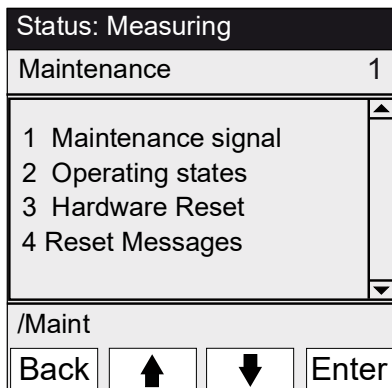 Status: Measuring
Maintenance 1
1 Maintenance signal
2 Operating states
3 Hardware Reset
4 Reset Messages
/Maint
Back Enter